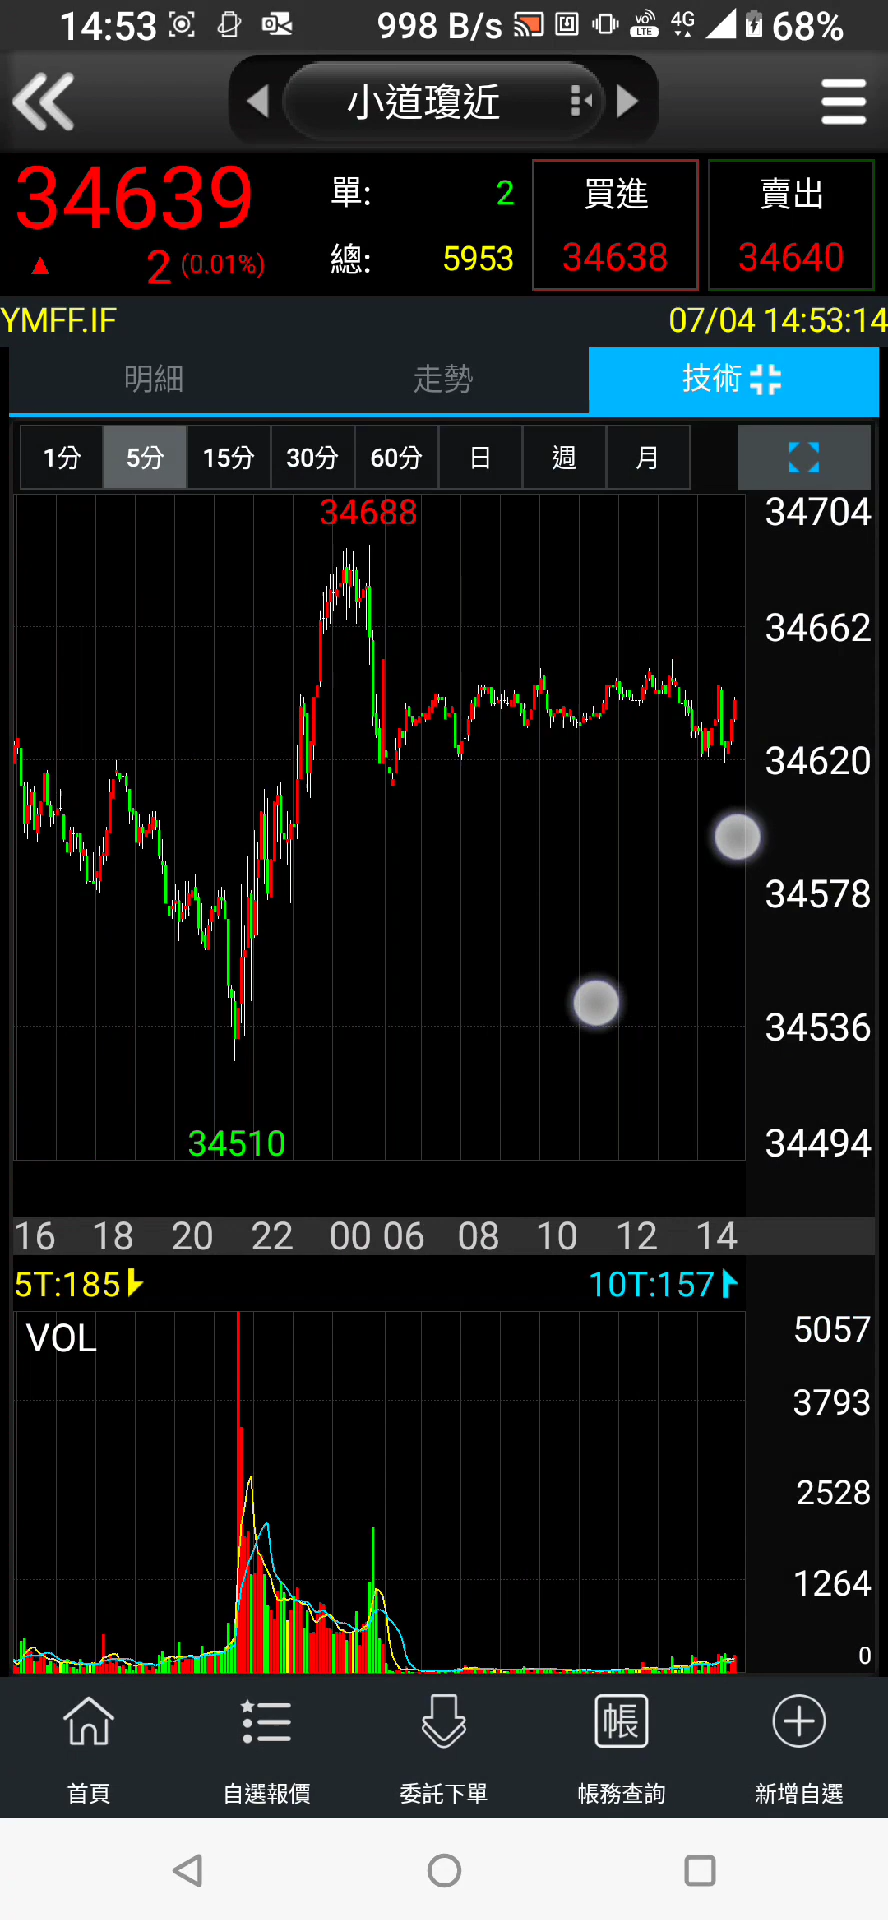 14:53 998 B/s VO LTE 4G 68%
小道瓊近
34639 單: 2 買進 賣出
▲ 2 (0.01%) 總: 5953 34638 34640
YMFF.IF 07/04 14:53:14
明細 走勢 技術
1分 5分 15分 30分 60分 日 週 月
34688 34704
34662
34620
34578
34536
34510 34494
16 18 20 22 00 06 08 10 12 14
5T:185 10T:157
VOL 5057
3793
2528
1264
0
帳
首頁 自選報價 委託下單 帳務查詢 新增自選